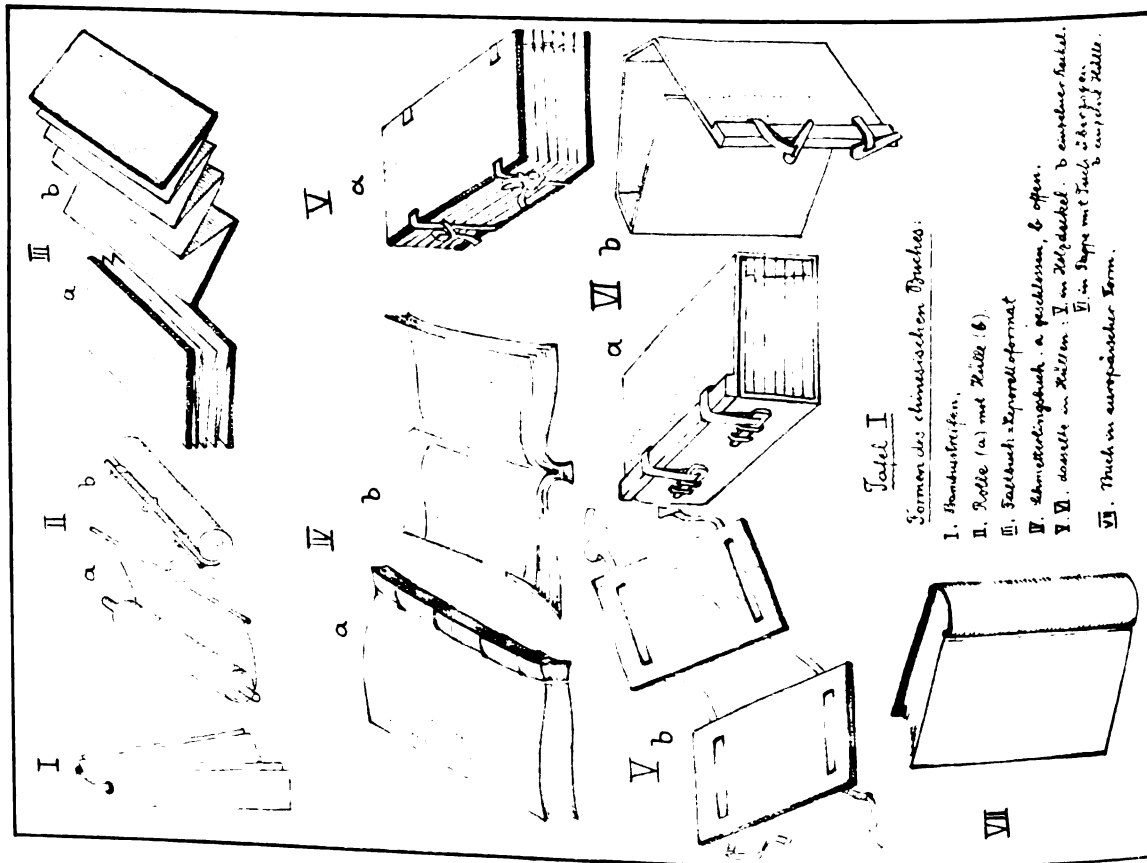 I
II
a
b
III
a
b
IV
a
b
V
a
V
b
VI
a
b
VII
Tafel I
Formen des chinesischen Buches:
I. Bambusstreifen.
II. Rolle (a) mit Hülle (b)
III. Faltbuch = Leporelloformat
IV. Schmetterlingsbuch. a geschlossen, b offen.
V. VI. dasselbe in Hüllen: V. in Holzdeckel. b einzelner Deckel.
VI. in Pappe mit Tuch überzogen
b einzelne Hülle.
VII. Buch in europäischer Form.